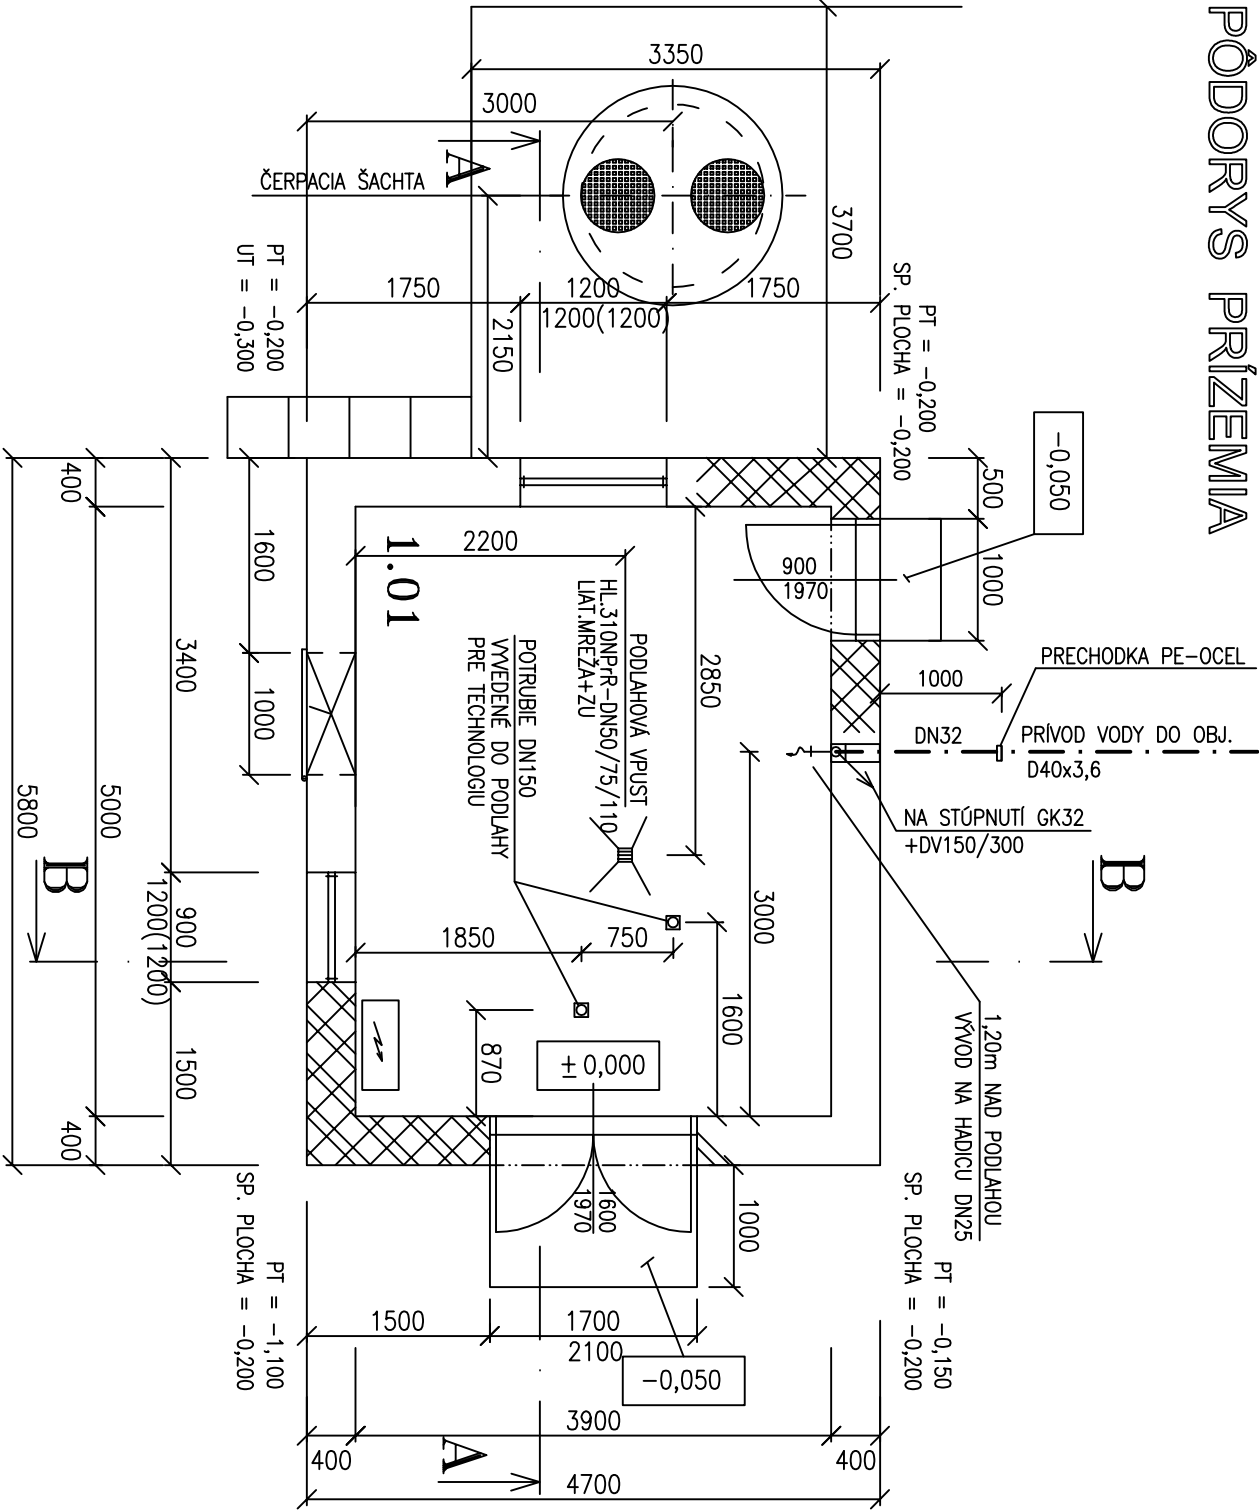 PÔDORYS PRÍZEMIA
3350
3000
A
ČERPACIA ŠACHTA
3700
PT = -0,200
UT = -0,300
1750
1200
1200(1200)
1750
2150
PT = -0,200
SP. PLOCHA = -0,200
-0,050
500
1000
400
1600
2200
1.01
900
1970
HL.310NPrR-DN50/75/110
LIAT.MREŽA+ZU
PODLAHOVÁ VPUST
2850
POTRUBIE DN150
VYVEDENÉ DO PODLAHY
PRE TECHNOLOGIU
PRECHODKA PE-OCEL
1000
DN32
PRÍVOD VODY DO OBJ.
D40x3,6
NA STÚPNUTÍ GK32
+DV150/300
3400
1000
5000
5800
B
B
3000
900
1200(1200)
1850
750
1600
870
± 0,000
1,20m NAD PODLAHOU
VÝVOD NA HADICU DN25
1500
400
1600
1970
1000
PT = -1,100
SP. PLOCHA = -0,200
PT = -0,150
SP. PLOCHA = -0,200
1500
1700
2100
-0,050
3900
400
400
A
4700